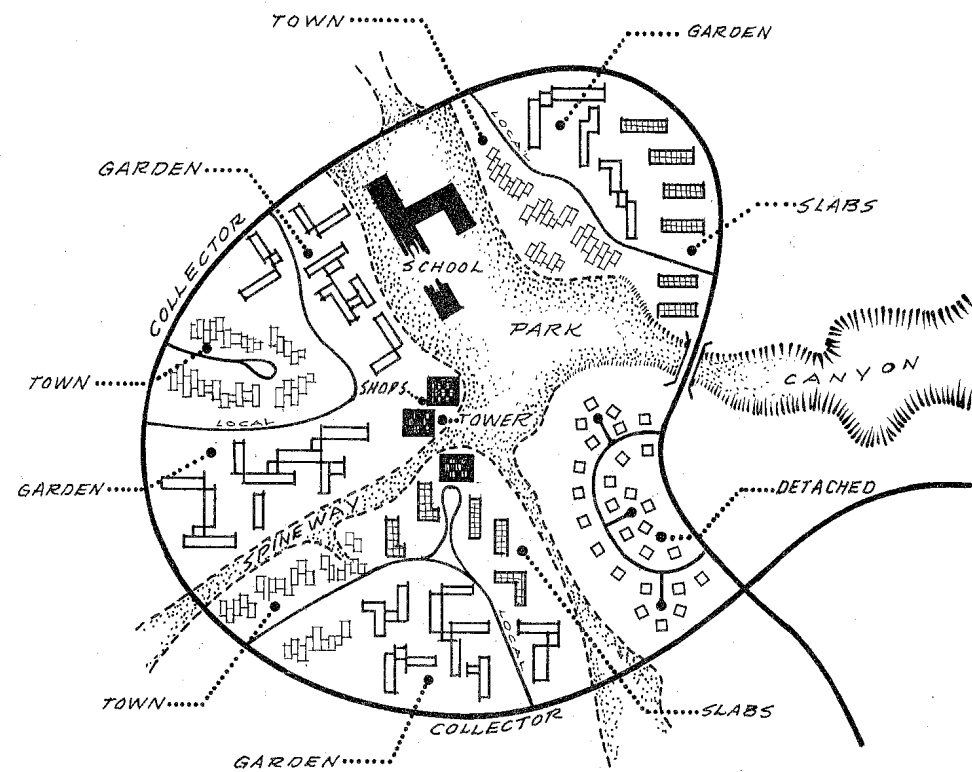 TOWN
GARDEN
LOCAL
GARDEN
SLABS
COLLECTOR
SCHOOL
PARK
CANYON
TOWN
SHOPS
TOWER
LOCAL
GARDEN
DETACHED
SPINEWAY
LOCAL
TOWN
SLABS
COLLECTOR
GARDEN